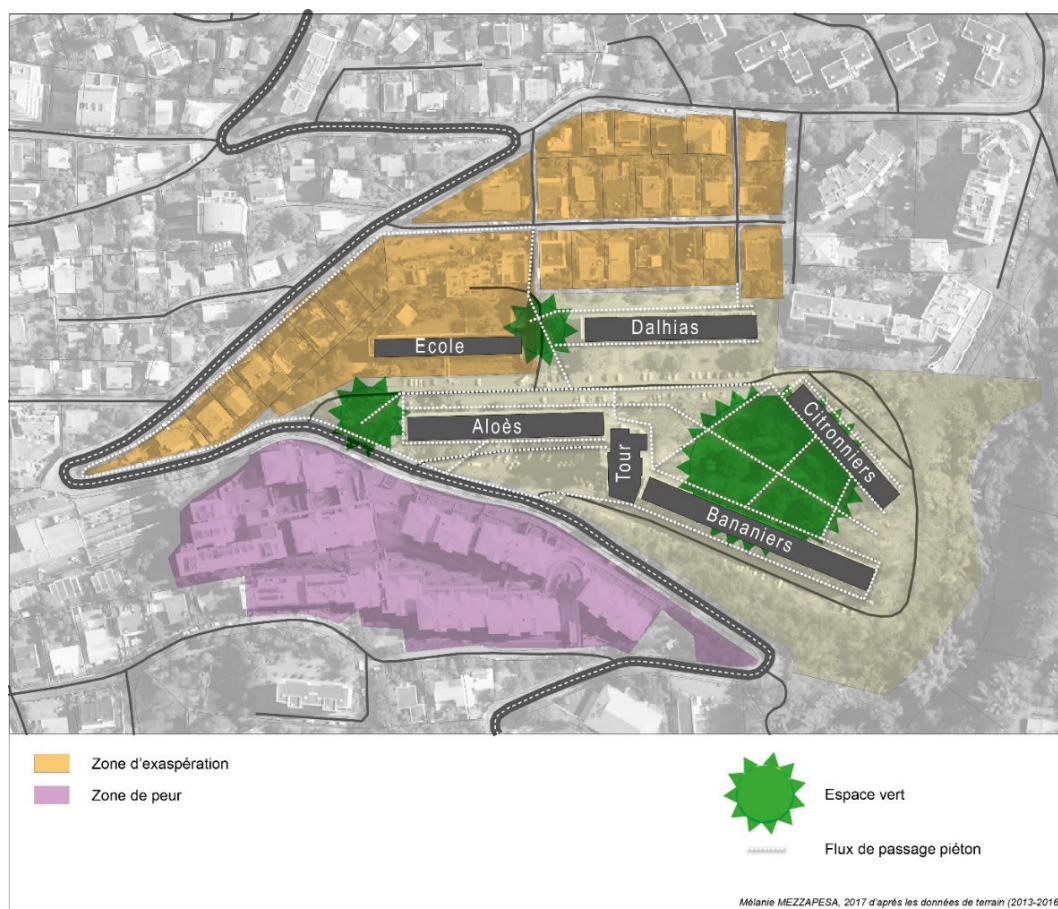 Dalhias
Ecole
Citronniers
Aloès
Tour
Bananiers
Zone d'exaspération
Zone de peur
Espace vert
Flux de passage piéton
Mélanie MEZZAPESA, 2017 d'après les données de terrain (2013-2016